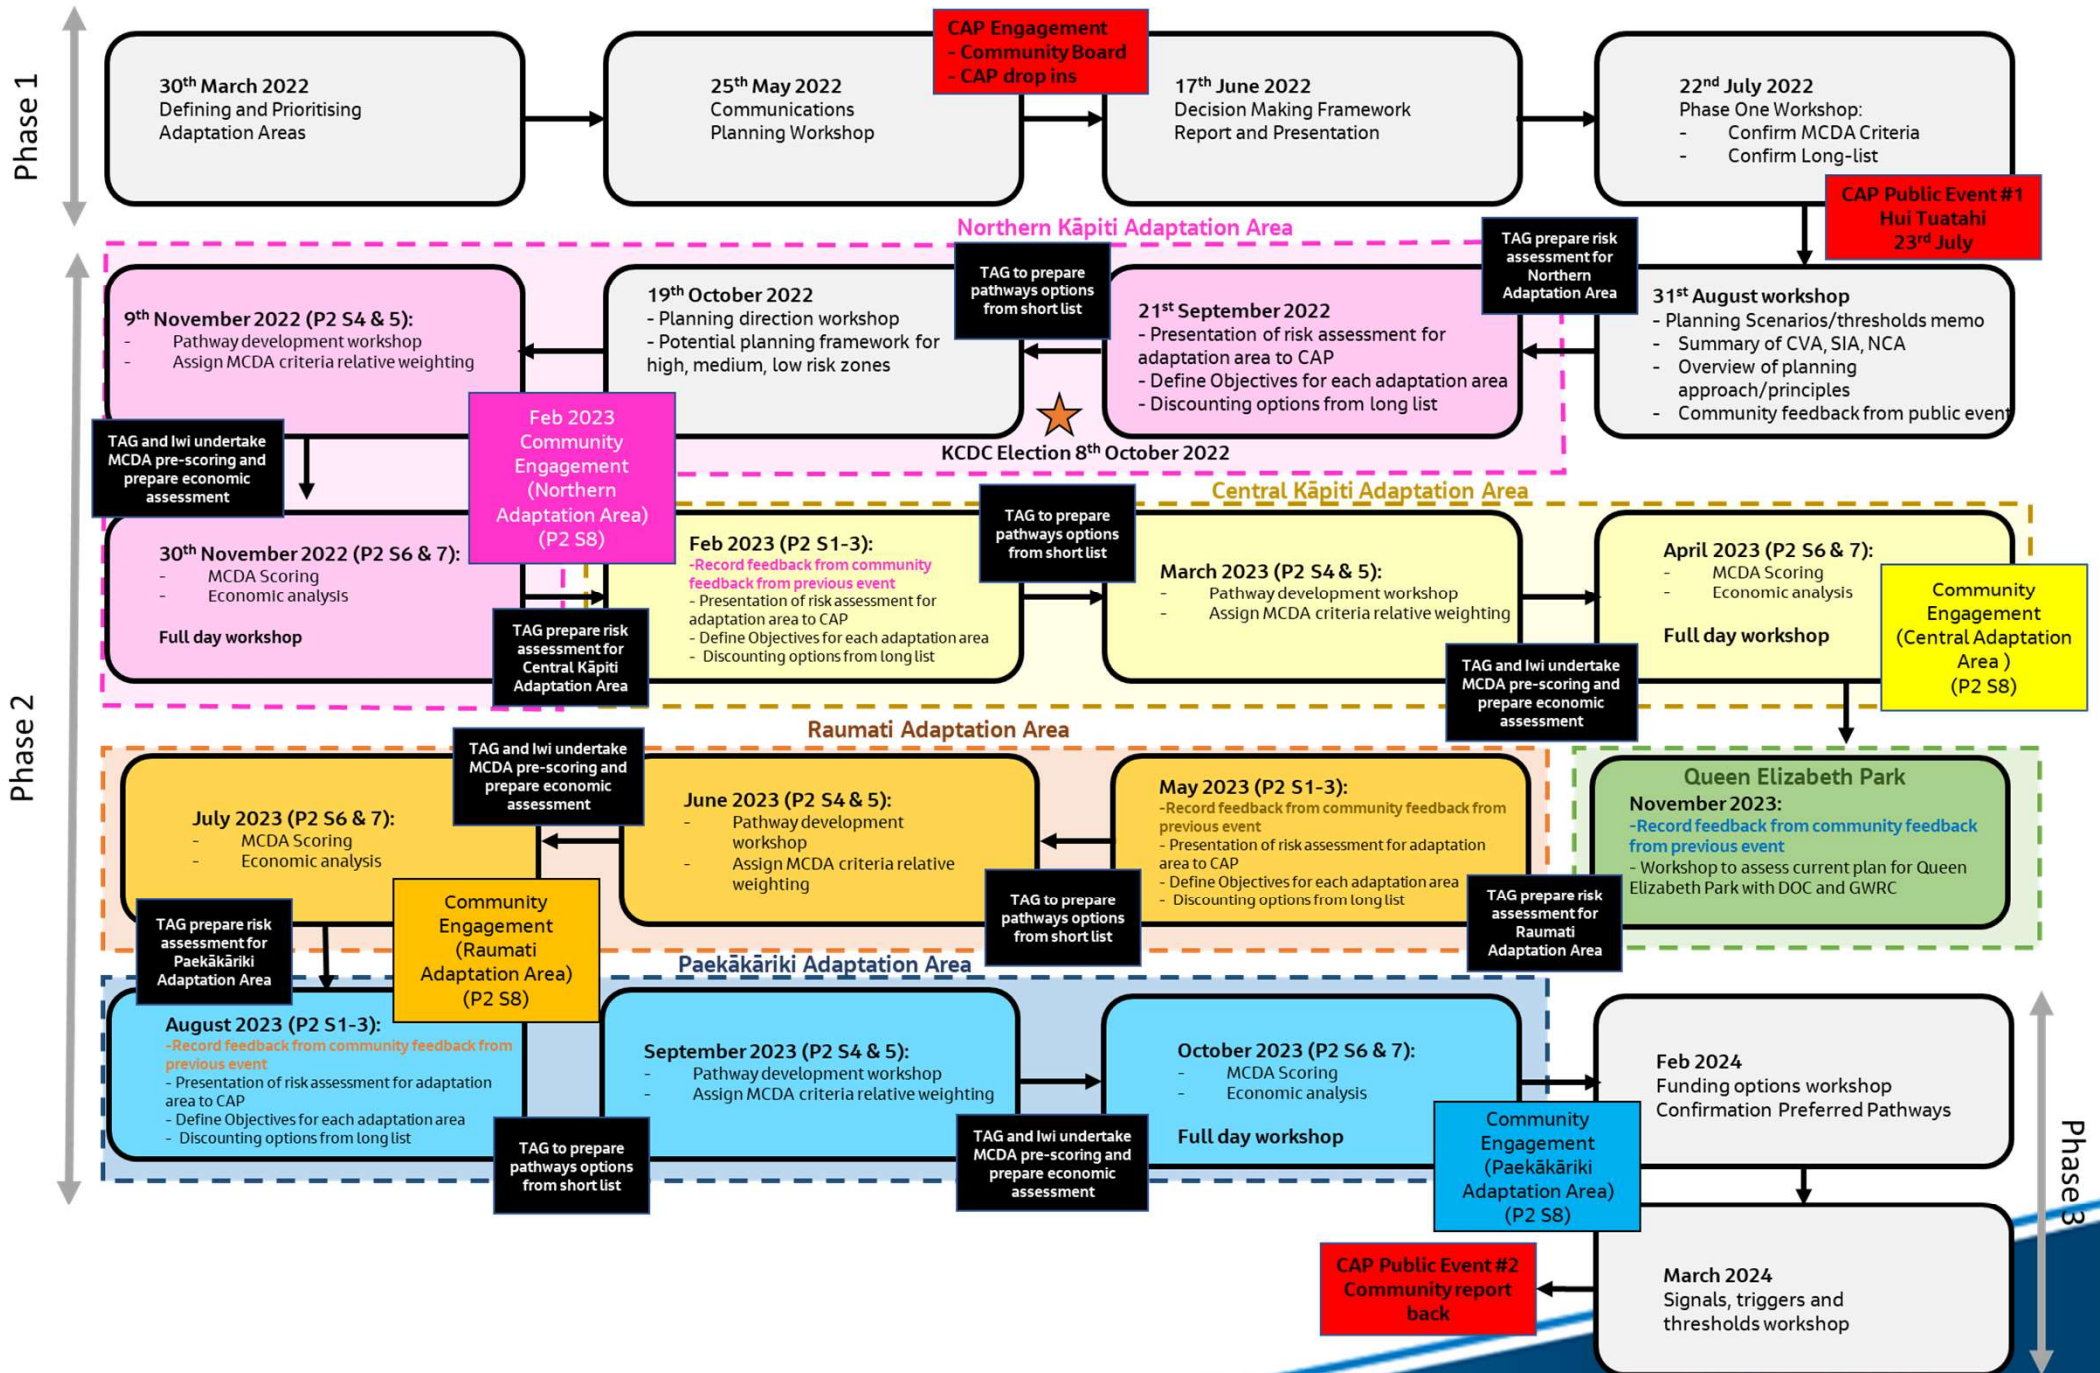 Phase 1
30th March 2022
Defining and Prioritising
Adaptation Areas
25th May 2022
Communications
Planning Workshop
CAP Engagement
- Community Board
- CAP drop ins
17th June 2022
Decision Making Framework
Report and Presentation
22nd July 2022
Phase One Workshop:
- Confirm MCDA Criteria
- Confirm Long-list
CAP Public Event #1
Hui Tuatahi
23rd July
Phase 2
Northern Kāpiti Adaptation Area
31st August workshop
- Planning Scenarios/thresholds memo
- Summary of CVA, SIA, NCA
- Overview of planning
approach/principles
- Community feedback from public event
TAG prepare risk
assessment for
Northern
Adaptation Area
21st September 2022
- Presentation of risk assessment for
adaptation area to CAP
- Define Objectives for each adaptation area
- Discounting options from long list
TAG to prepare
pathways options
from short list
KCDC Election 8th October 2022
19th October 2022
- Planning direction workshop
- Potential planning framework for
high, medium, low risk zones
9th November 2022 (P2 S4 & 5):
- Pathway development workshop
- Assign MCDA criteria relative weighting
TAG and Iwi undertake
MCDA pre-scoring and
prepare economic
assessment
Feb 2023
Community
Engagement
(Northern
Adaptation Area)
(P2 S8)
30th November 2022 (P2 S6 & 7):
- MCDA Scoring
- Economic analysis
Full day workshop
TAG prepare risk
assessment for
Central Kāpiti
Adaptation Area
Central Kāpiti Adaptation Area
Feb 2023 (P2 S1-3):
-Record feedback from community
feedback from previous event
- Presentation of risk assessment for
adaptation area to CAP
- Define Objectives for each adaptation area
- Discounting options from long list
TAG to prepare
pathways options
from short list
March 2023 (P2 S4 & 5):
- Pathway development workshop
- Assign MCDA criteria relative weighting
TAG and Iwi undertake
MCDA pre-scoring and
prepare economic
assessment
April 2023 (P2 S6 & 7):
- MCDA Scoring
- Economic analysis
Full day workshop
Community
Engagement
(Central Adaptation
Area )
(P2 S8)
Queen Elizabeth Park
November 2023:
-Record feedback from community feedback
from previous event
- Workshop to assess current plan for Queen
Elizabeth Park with DOC and GWRC
Raumati Adaptation Area
TAG prepare risk
assessment for
Raumati
Adaptation Area
May 2023 (P2 S1-3):
-Record feedback from community feedback from
previous event
- Presentation of risk assessment for adaptation
area to CAP
- Define Objectives for each adaptation area
- Discounting options from long list
TAG to prepare
pathways options
from short list
June 2023 (P2 S4 & 5):
- Pathway development
workshop
- Assign MCDA criteria relative
weighting
TAG and Iwi undertake
MCDA pre-scoring and
prepare economic
assessment
July 2023 (P2 S6 & 7):
- MCDA Scoring
- Economic analysis
Community
Engagement
(Raumati
Adaptation Area)
(P2 S8)
TAG prepare risk
assessment for
Paekākāriki
Adaptation Area
Paekākāriki Adaptation Area
August 2023 (P2 S1-3):
-Record feedback from community feedback from
previous event
- Presentation of risk assessment for adaptation
area to CAP
- Define Objectives for each adaptation area
- Discounting options from long list
TAG to prepare
pathways options
from short list
September 2023 (P2 S4 & 5):
- Pathway development workshop
- Assign MCDA criteria relative weighting
TAG and Iwi undertake
MCDA pre-scoring and
prepare economic
assessment
October 2023 (P2 S6 & 7):
- MCDA Scoring
- Economic analysis
Full day workshop
Community
Engagement
(Paekākāriki
Adaptation Area)
(P2 S8)
Phase 3
Feb 2024
Funding options workshop
Confirmation Preferred Pathways
March 2024
Signals, triggers and
thresholds workshop
CAP Public Event #2
Community report
back